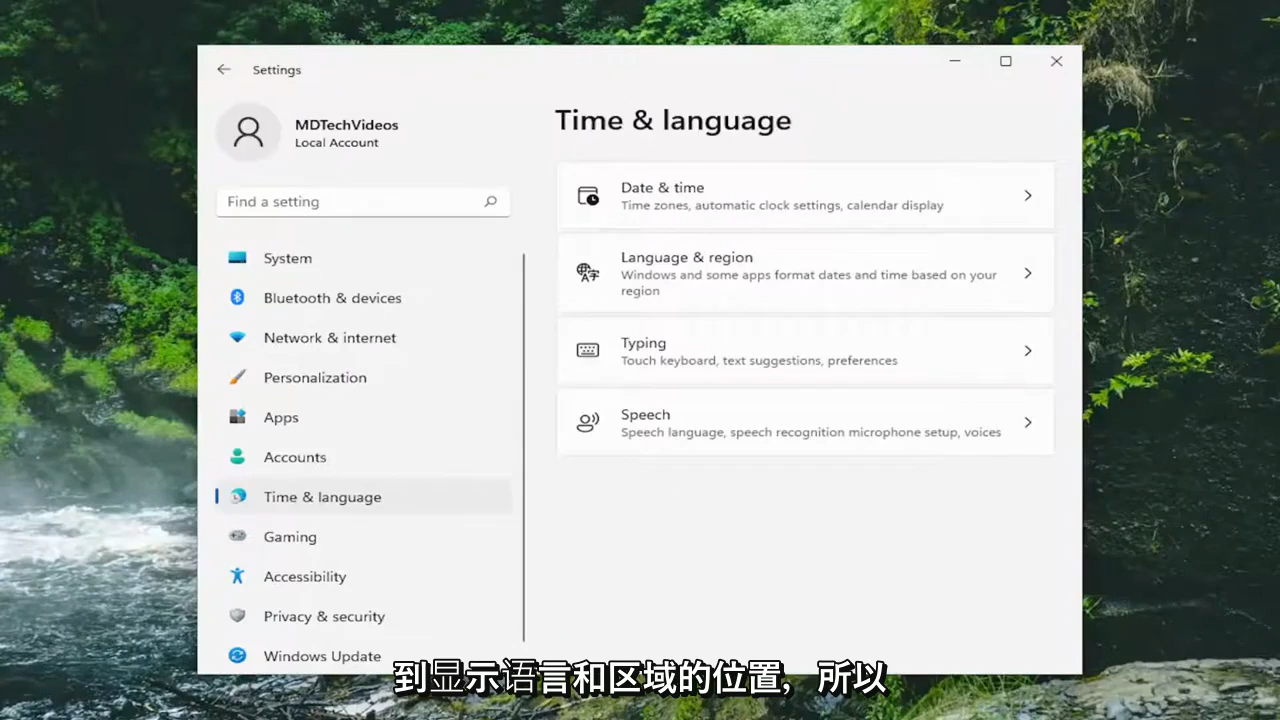 Settings
MDTechVideos
Local Account
Find a setting
System
Bluetooth & devices
Network & internet
Personalization
Apps
Accounts
Time & language
Gaming
Accessibility
Privacy & security
Windows Update
Time & language
Date & time
Time zones, automatic clock settings, calendar display
Language & region
Windows and some apps format dates and time based on your
region
Typing
Touch keyboard, text suggestions, preferences
Speech
Speech language, speech recognition microphone setup, voices
到显示语言和区域的位置，所以